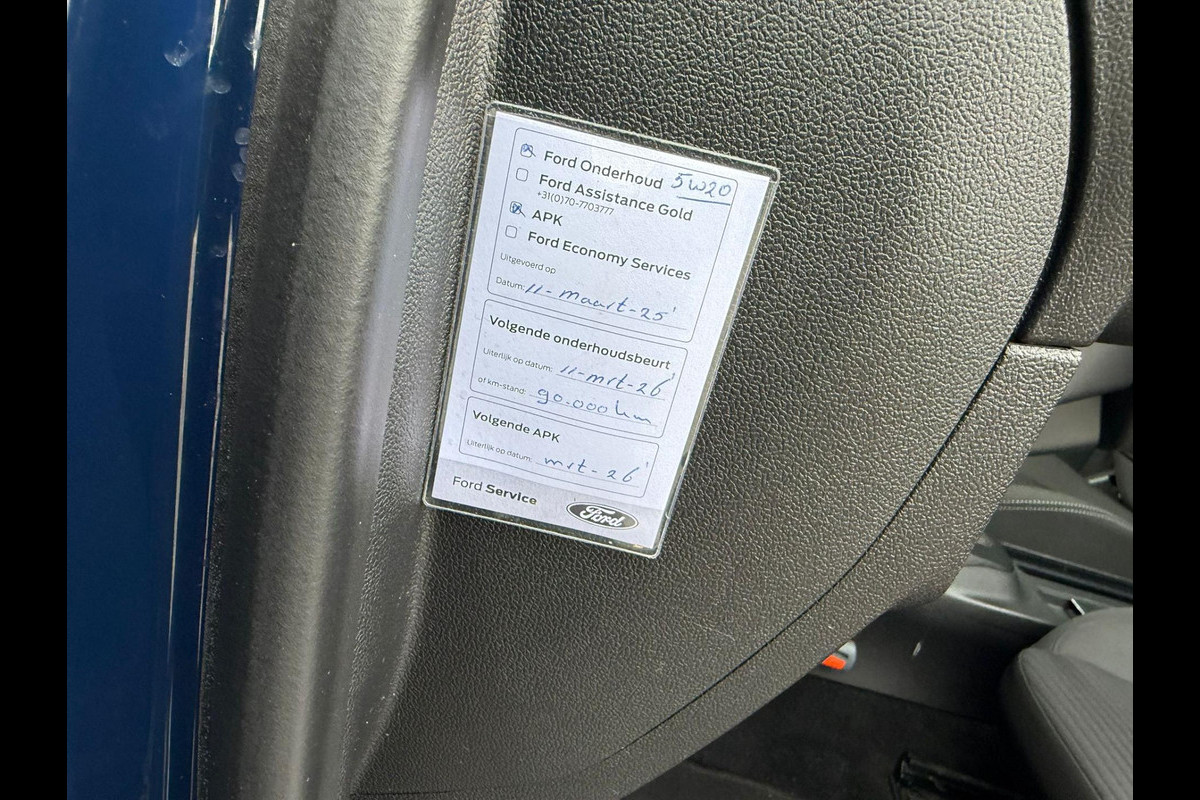 Ford Onderhoud 5W20
Ford Assistance Gold
+31(0)70-7703777
APK
Ford Economy Services
Uitgevoerd op
Datum: 11-maart-25'
Volgende onderhoudsbeurt
Uiterlijk op datum: 11-mrt-26'
of km-stand: 90.000 km
Volgende APK
Uiterlijk op datum: mrt-26'
Ford Service
Ford